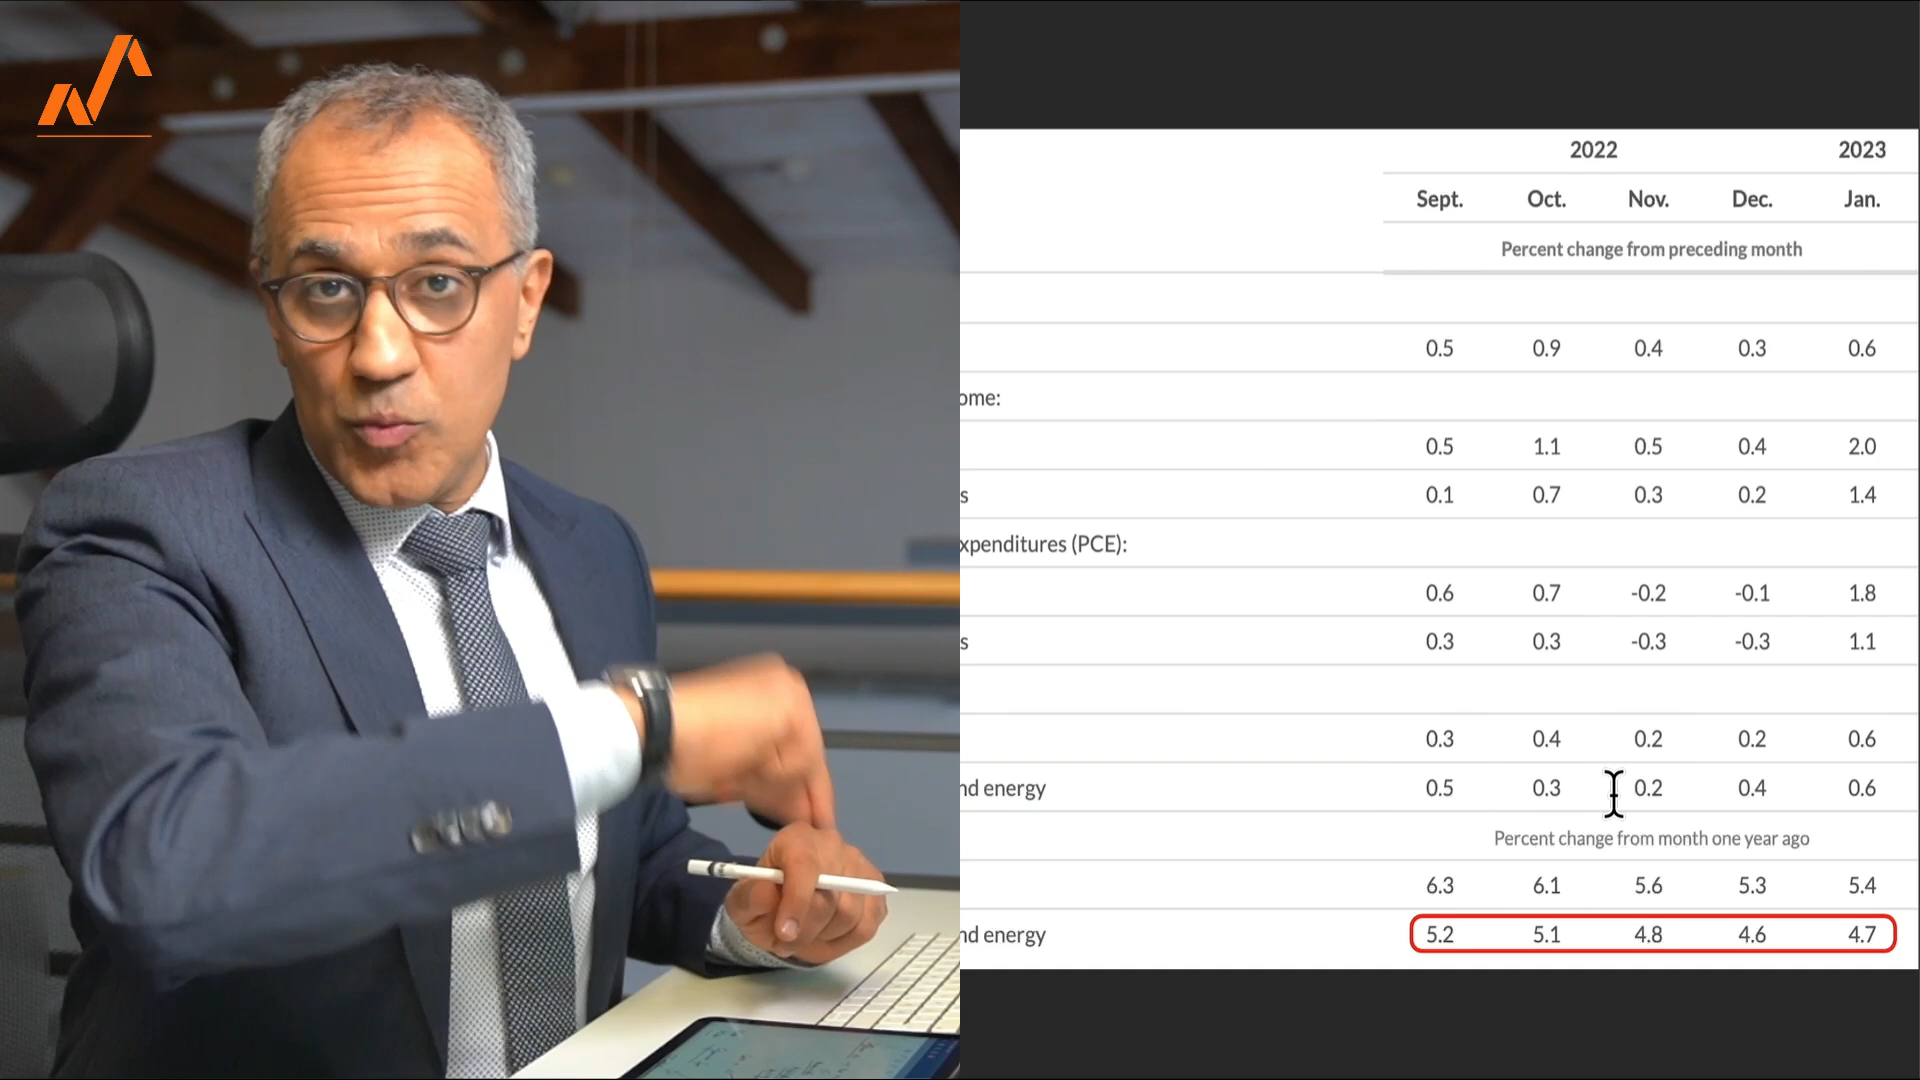 2022 2023
Sept. Oct. Nov. Dec. Jan.
Percent change from preceding month
0.5 0.9 0.4 0.3 0.6
ome:
0.5 1.1 0.5 0.4 2.0
s 0.1 0.7 0.3 0.2 1.4
xpenditures (PCE):
0.6 0.7 -0.2 -0.1 1.8
s 0.3 0.3 -0.3 -0.3 1.1
0.3 0.4 0.2 0.2 0.6
nd energy 0.5 0.3 0.2 0.4 0.6
Percent change from month one year ago
6.3 6.1 5.6 5.3 5.4
nd energy 5.2 5.1 4.8 4.6 4.7